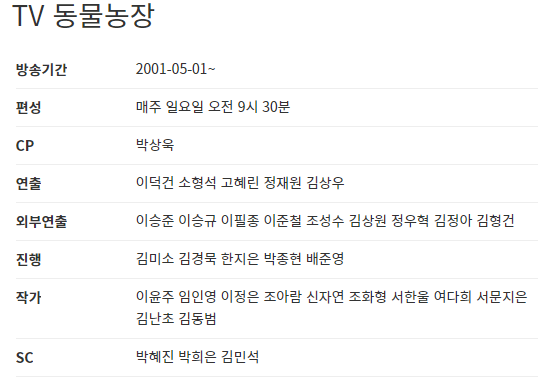 TV 동물농장
방송기간 2001-05-01~
편성 매주 일요일 오전 9시 30분
CP 박상욱
연출 이덕건 소형석 고혜린 정재원 김상우
외부연출 이승준 이승규 이필종 이준철 조성수 김상원 정우혁 김정아 김형건
진행 김미소 김경묵 한지은 박종현 배준영
작가 이윤주 임인영 이정은 조아람 신자연 조화형 서한울 여다희 서문지은
김난초 김동범
SC 박혜진 박희은 김민석